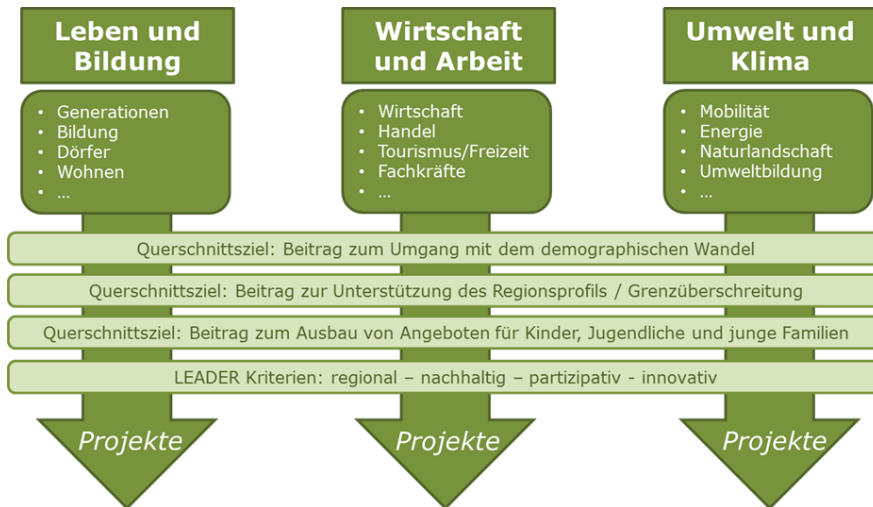 Leben und
Bildung
• Generationen
• Bildung
• Dörfer
• Wohnen
• ...
Wirtschaft
und Arbeit
• Wirtschaft
• Handel
• Tourismus/Freizeit
• Fachkräfte
• ...
Umwelt und
Klima
• Mobilität
• Energie
• Naturlandschaft
• Umweltbildung
• ...
Querschnittsziel: Beitrag zum Umgang mit dem demographischen Wandel
Querschnittsziel: Beitrag zur Unterstützung des Regionsprofils / Grenzüberschreitung
Querschnittsziel: Beitrag zum Ausbau von Angeboten für Kinder, Jugendliche und junge Familien
LEADER Kriterien: regional – nachhaltig – partizipativ - innovativ
Projekte
Projekte
Projekte